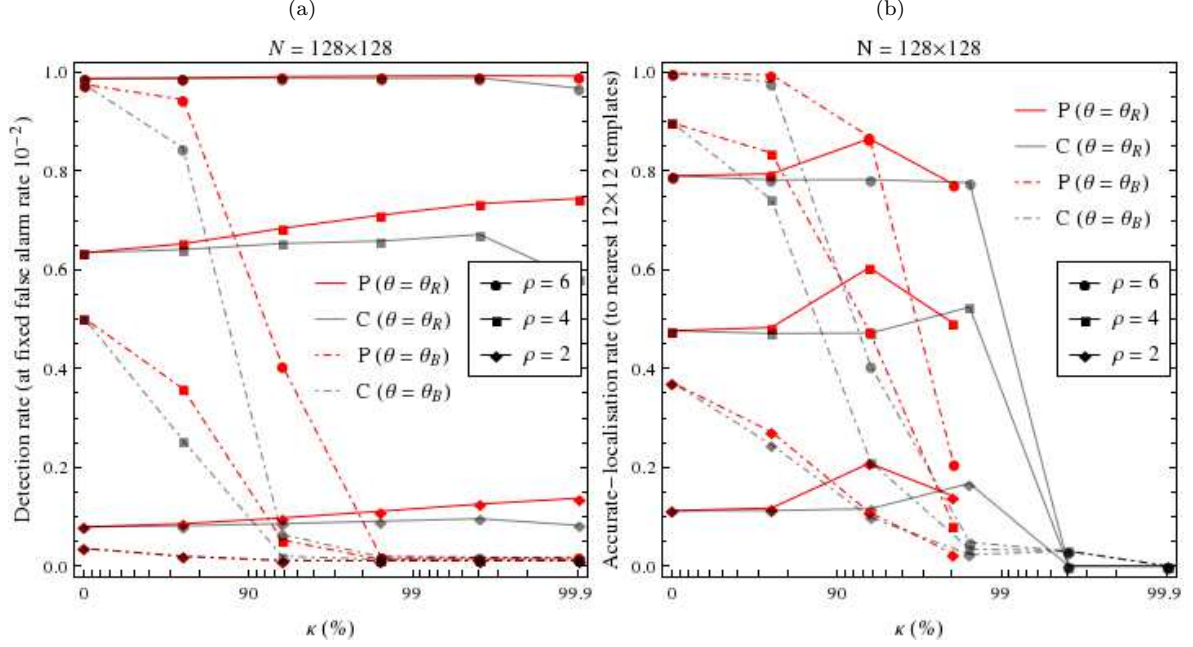 (a)
N = 128×128
Detection rate (at fixed false alarm rate 10⁻²)
1.0
0.8
0.6
0.4
0.2
0.0
P (θ = θ_R)
C (θ = θ_R)
P (θ = θ_B)
C (θ = θ_B)
ρ = 6
ρ = 4
ρ = 2
0 90 99 99.9
κ (%)
(b)
N = 128×128
Accurate−localisation rate (to nearest 12×12 templates)
1.0
0.8
0.6
0.4
0.2
0.0
P (θ = θ_R)
C (θ = θ_R)
P (θ = θ_B)
C (θ = θ_B)
ρ = 6
ρ = 4
ρ = 2
0 90 99 99.9
κ (%)